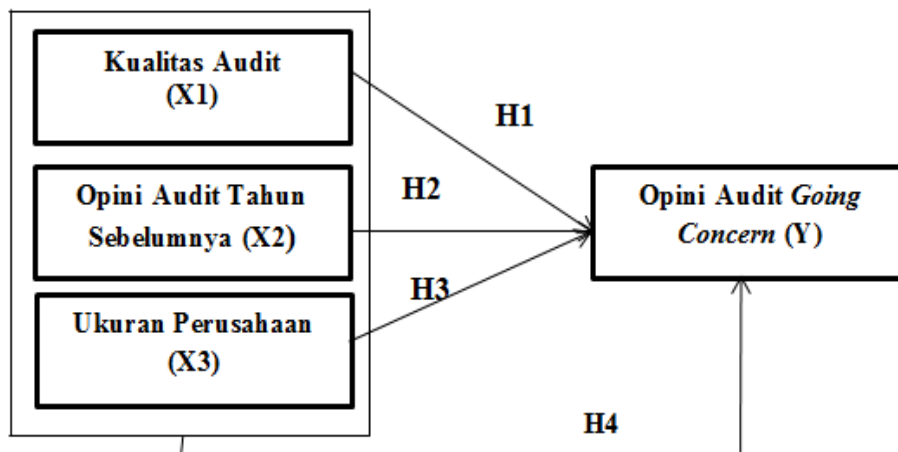 Kualitas Audit
(X1)
H1
Opini Audit Tahun
Sebelumnya (X2)
H2
Opini Audit Going
Concern (Y)
Ukuran Perusahaan
(X3)
H3
H4